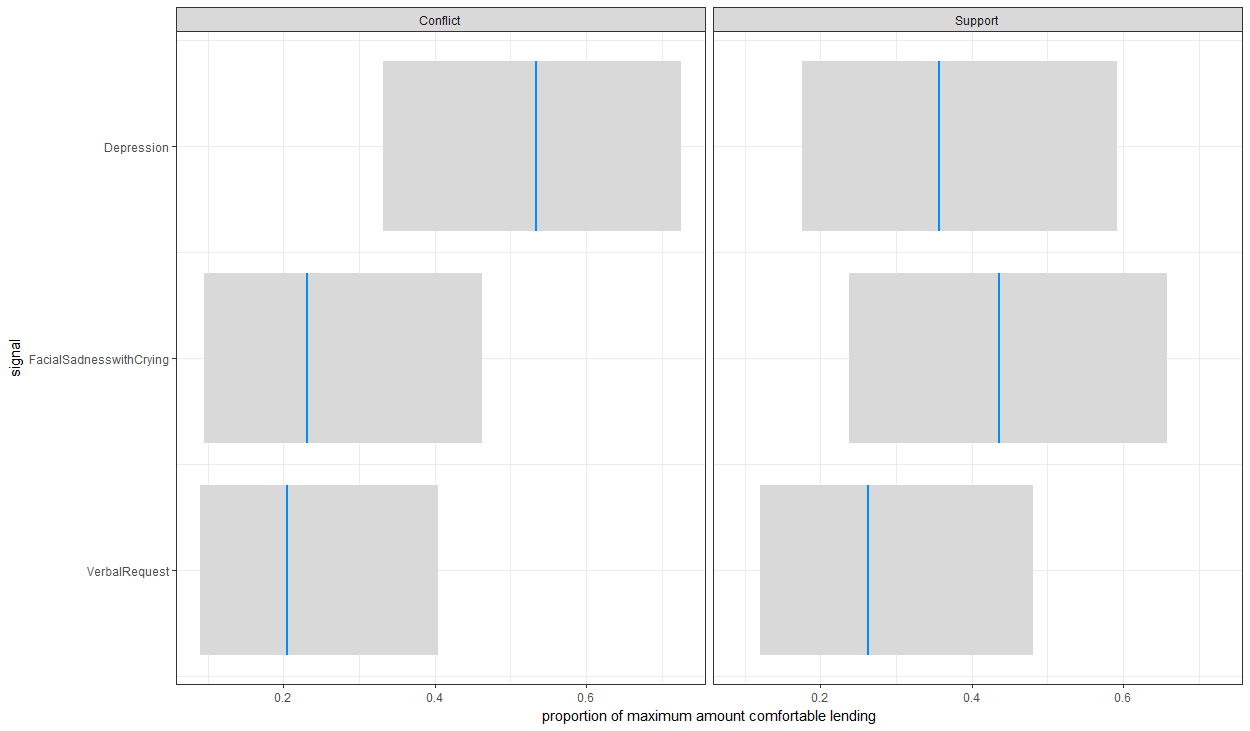 Conflict
Support
Depression
FacialSadnesswithCrying
VerbalRequest
signal
0.2 0.4 0.6
0.2 0.4 0.6
proportion of maximum amount comfortable lending